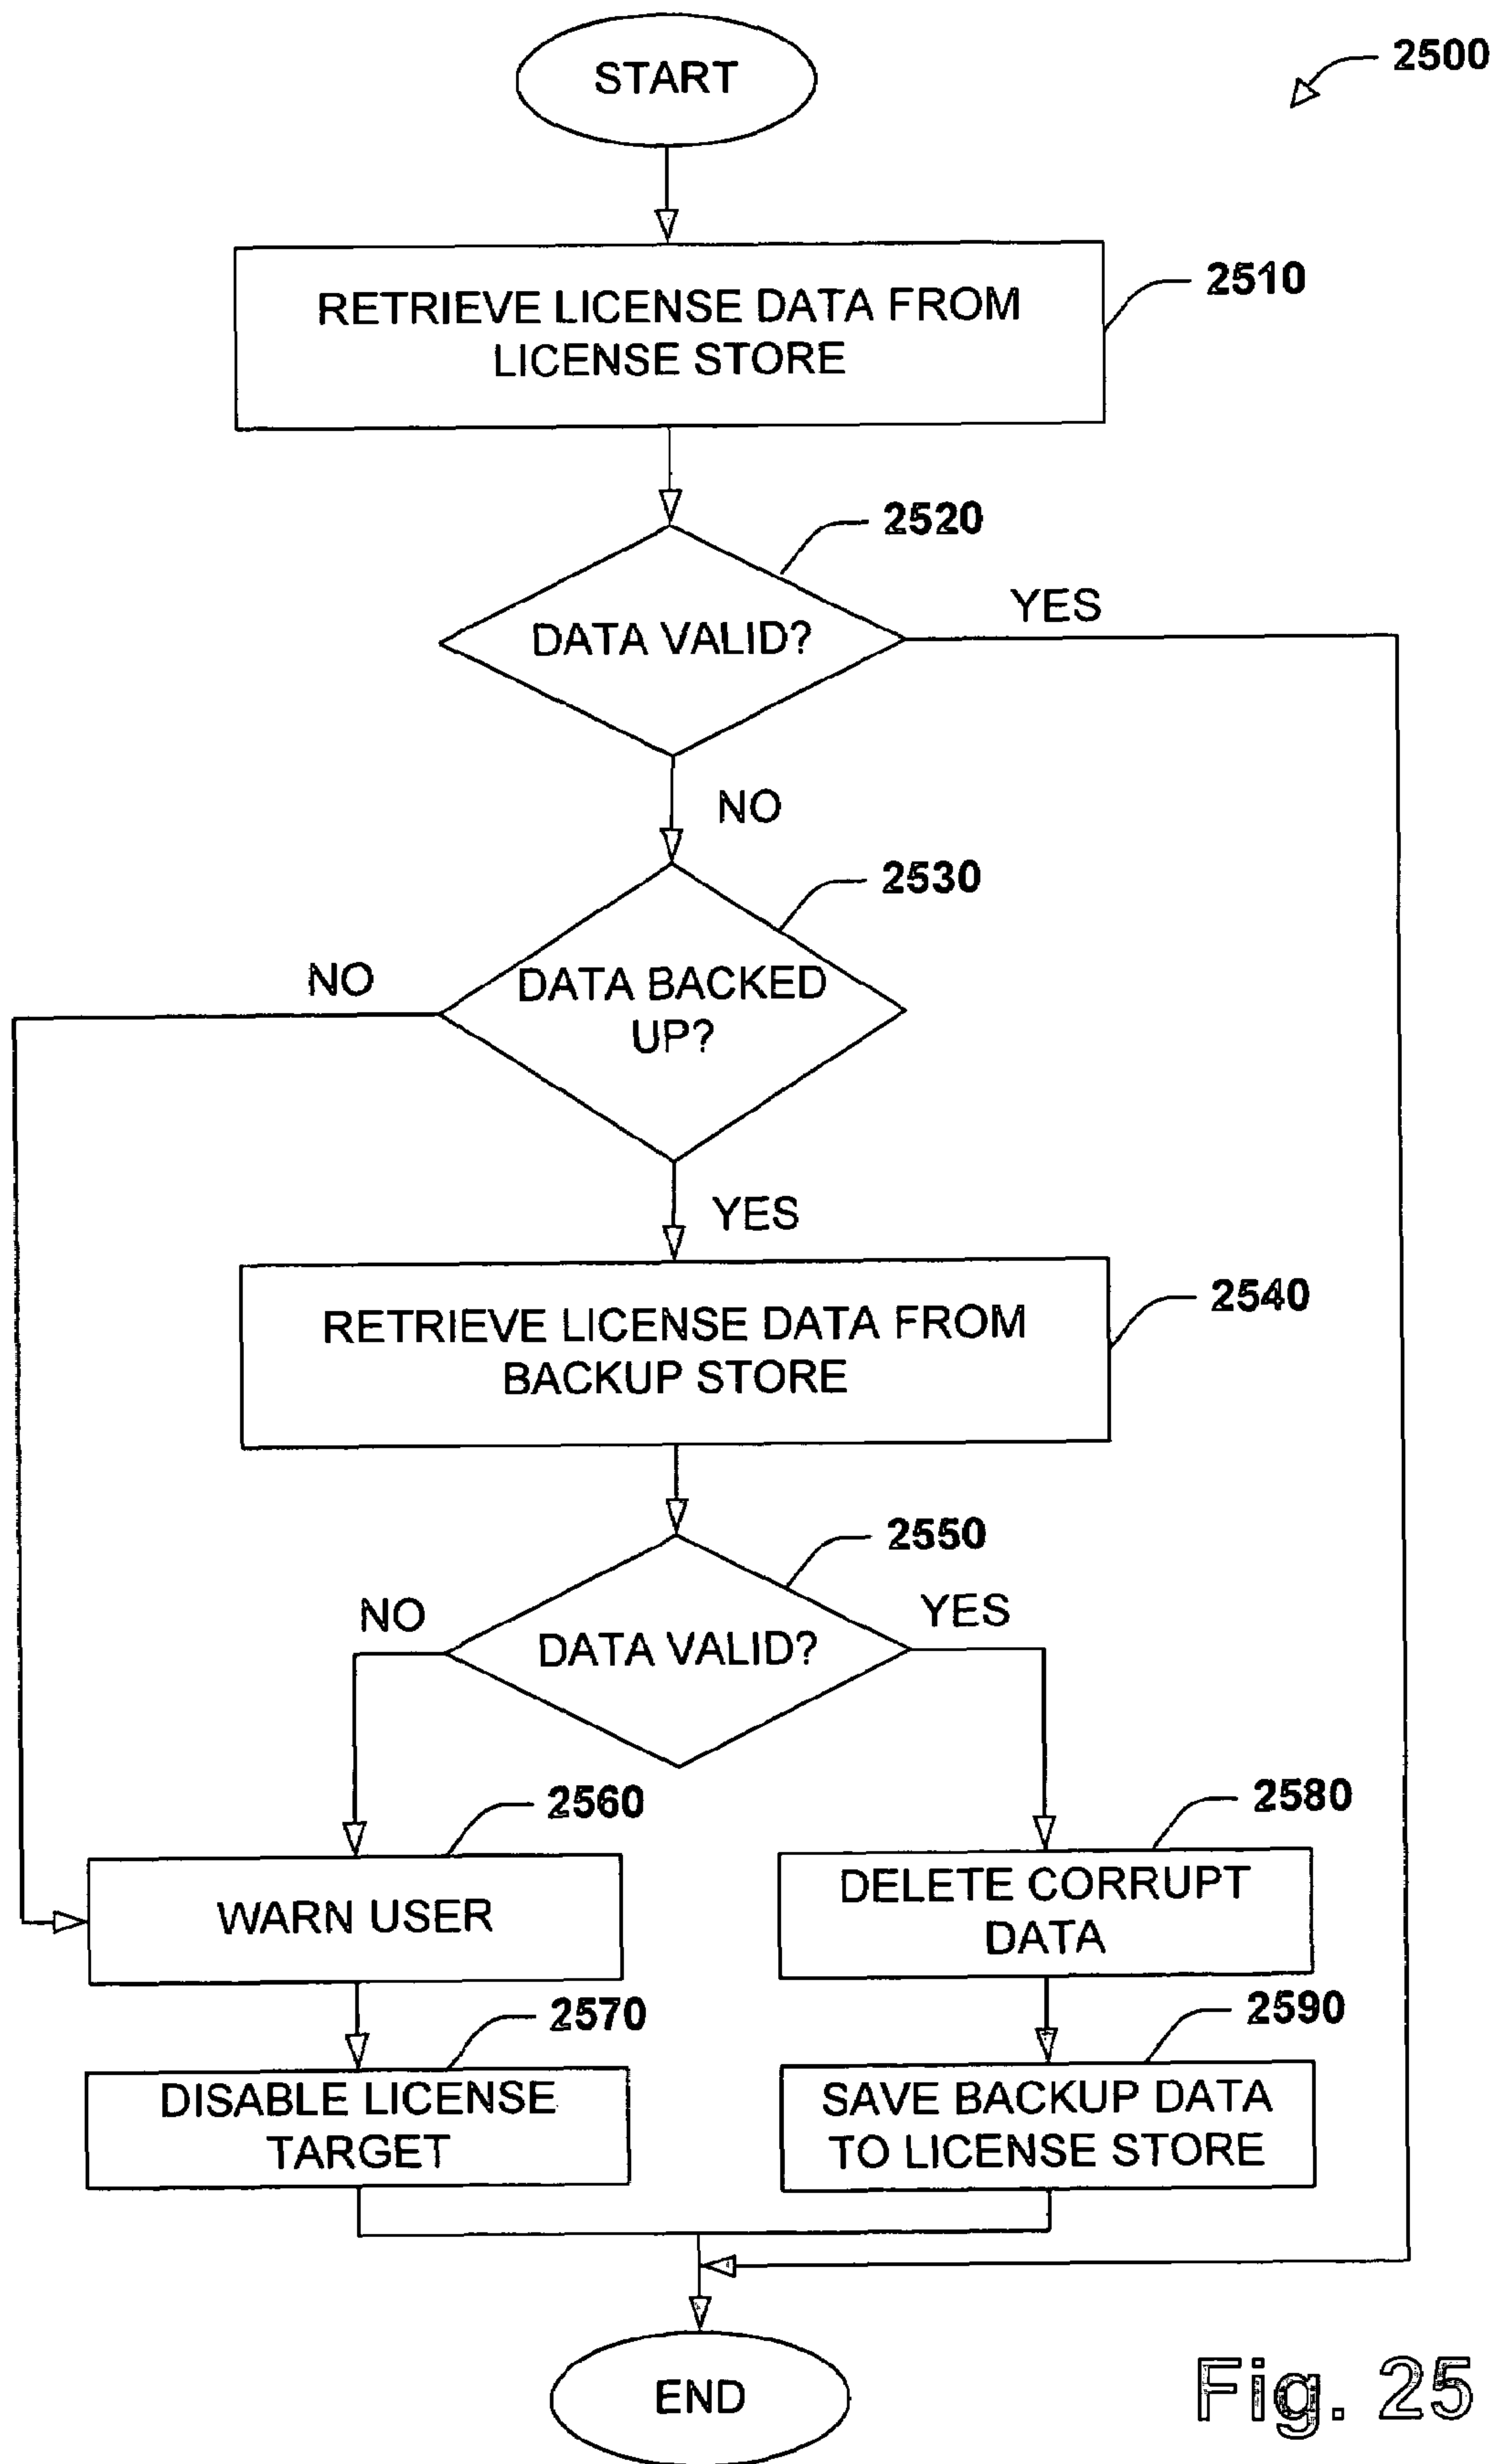 START
2500
RETRIEVE LICENSE DATA FROM
LICENSE STORE
2510
2520
DATA VALID?
YES
NO
2530
NO
DATA BACKED
UP?
YES
RETRIEVE LICENSE DATA FROM
BACKUP STORE
2540
2550
NO
YES
DATA VALID?
2560
2580
WARN USER
DELETE CORRUPT
DATA
2570
2590
DISABLE LICENSE
TARGET
SAVE BACKUP DATA
TO LICENSE STORE
END
Fig. 25